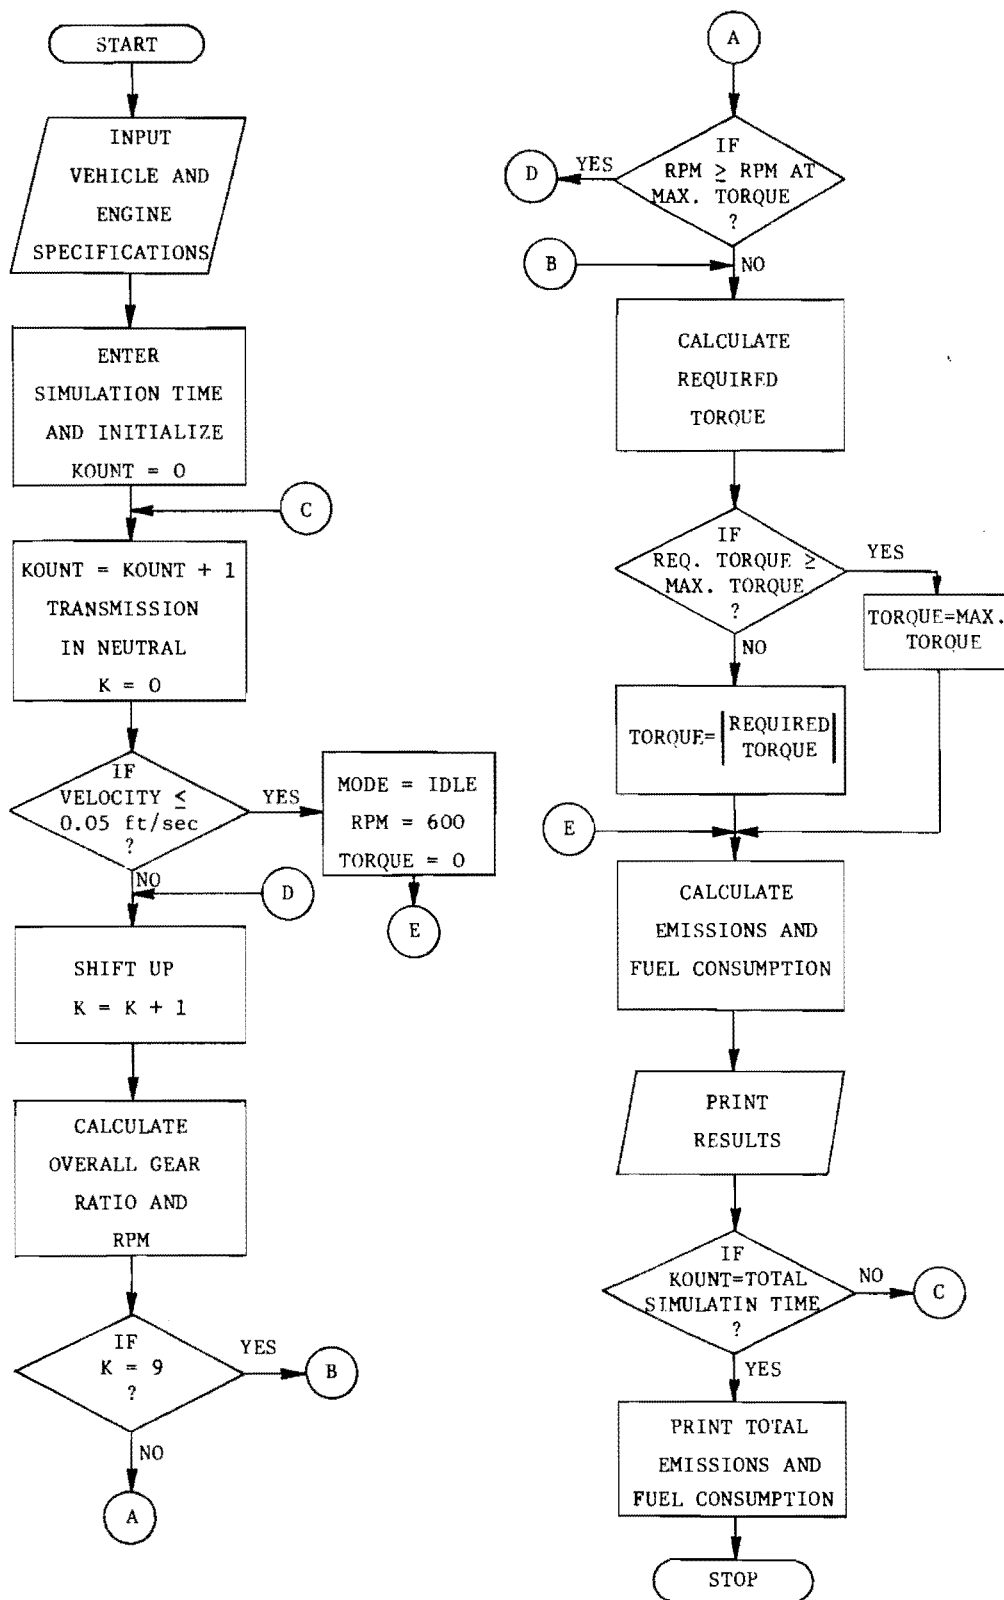 START
INPUT
VEHICLE AND
ENGINE
SPECIFICATIONS
ENTER
SIMULATION TIME
AND INITIALIZE
KOUNT = 0
C
KOUNT = KOUNT + 1
TRANSMISSION
IN NEUTRAL
K = 0
IF
VELOCITY ≤
0.05 ft/sec
?
YES
MODE = IDLE
RPM = 600
TORQUE = 0
E
NO
D
SHIFT UP
K = K + 1
CALCULATE
OVERALL GEAR
RATIO AND
RPM
IF
K = 9
?
YES
B
NO
A
A
IF
RPM ≥ RPM AT
MAX. TORQUE
?
YES
D
NO
B
CALCULATE
REQUIRED
TORQUE
IF
REQ. TORQUE ≥
MAX. TORQUE
?
YES
TORQUE=MAX.
TORQUE
NO
TORQUE=|REQUIRED
TORQUE|
E
CALCULATE
EMISSIONS AND
FUEL CONSUMPTION
PRINT
RESULTS
IF
KOUNT=TOTAL
SIMULATIN TIME
?
NO
C
YES
PRINT TOTAL
EMISSIONS AND
FUEL CONSUMPTION
STOP